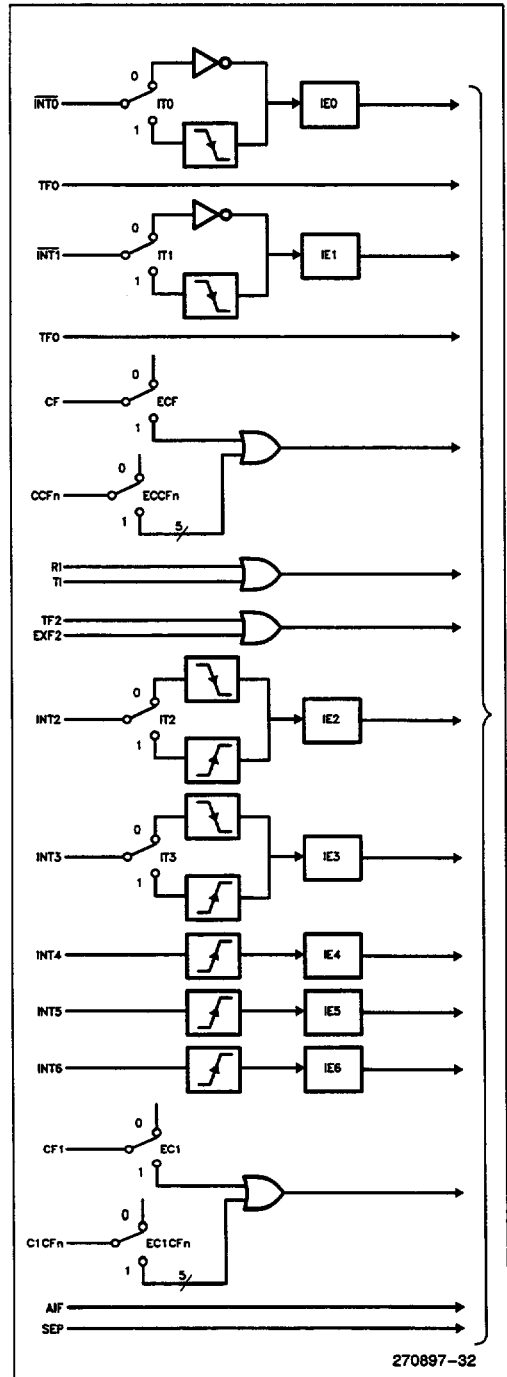 0
I̅N̅T̅0̅ IT0 IE0
1
TF0
0
I̅N̅T̅1̅ IT1 IE1
1
TF0
0
CF ECF
1
0
CCFn ECCFn
1 5
RI
TI
TF2
EXF2
0
INT2 IT2 IE2
1
0
INT3 IT3 IE3
1
INT4 IE4
INT5 IE5
INT6 IE6
0
CF1 EC1
1
0
C1CFn EC1CFn
1 5
AIF
SEP
270897-32